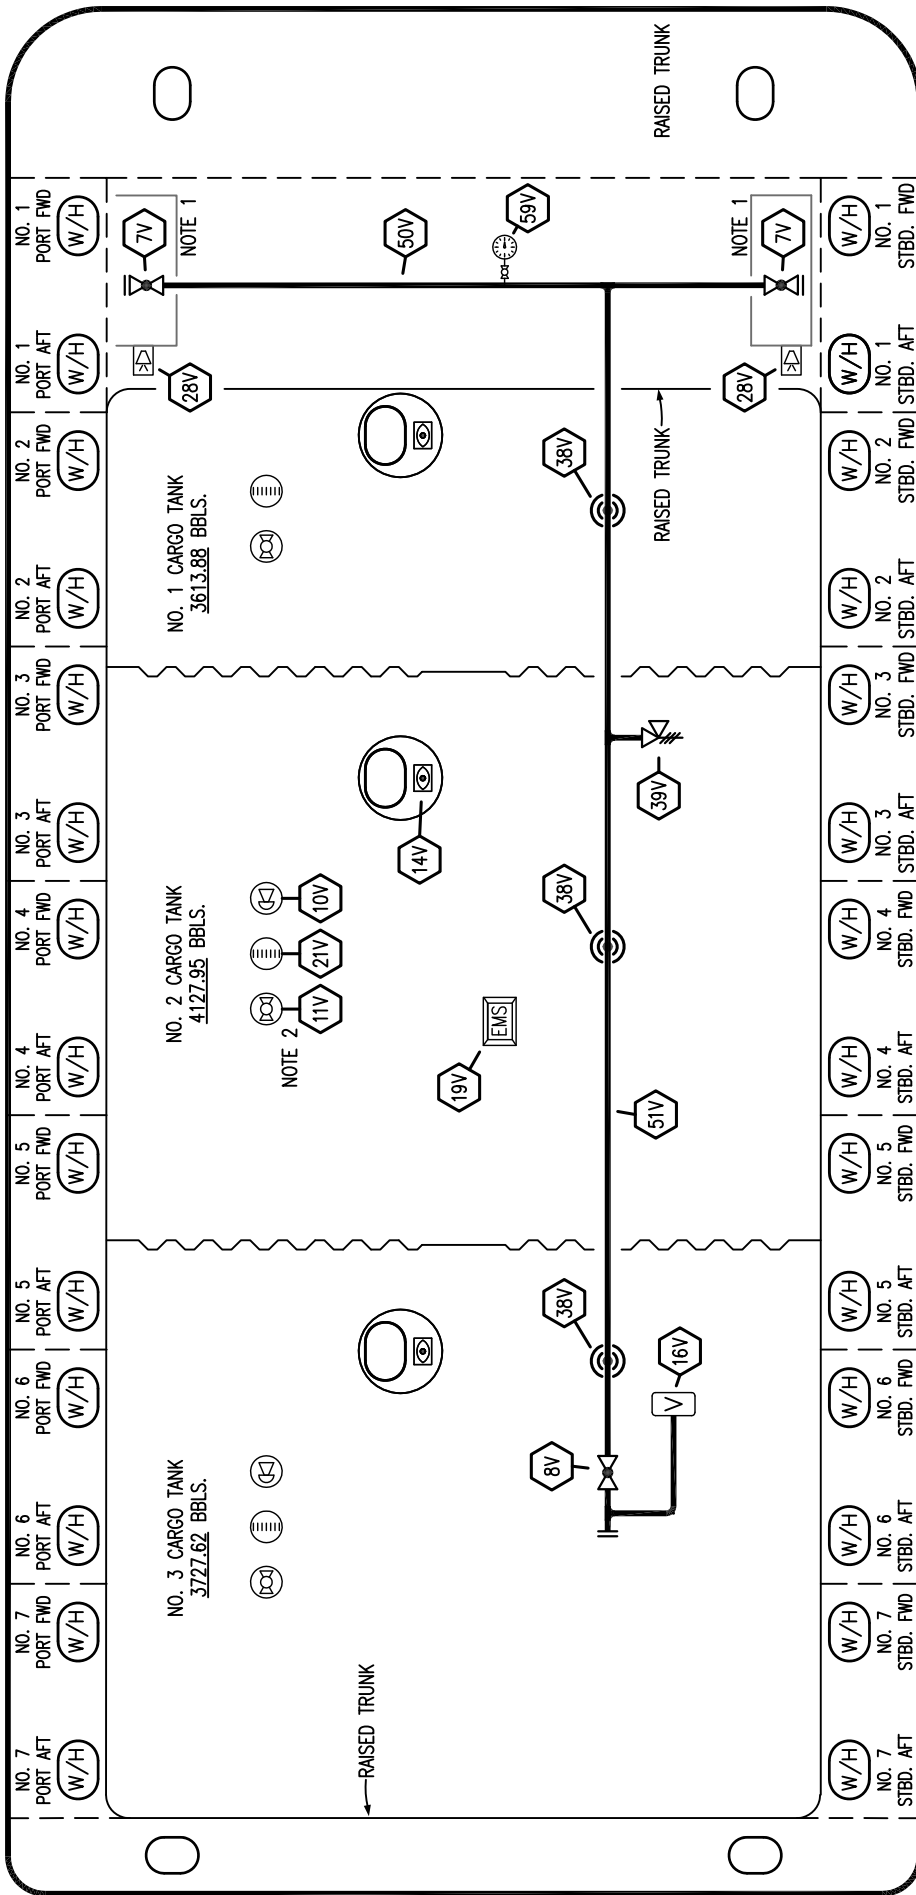 NO. 7
PORT AFT
W/H
NO. 7
PORT FWD
W/H
NO. 6
PORT AFT
W/H
NO. 6
PORT FWD
W/H
NO. 5
PORT AFT
W/H
NO. 5
PORT FWD
W/H
NO. 4
PORT AFT
W/H
NO. 4
PORT FWD
W/H
NO. 3
PORT AFT
W/H
NO. 3
PORT FWD
W/H
NO. 2
PORT AFT
W/H
NO. 2
PORT FWD
W/H
NO. 1
PORT AFT
W/H
NO. 1
PORT FWD
W/H
NO. 3 CARGO TANK
3727.62 BBLS.
NO. 2 CARGO TANK
4127.95 BBLS.
NO. 1 CARGO TANK
3613.88 BBLS.
28V
7V
NOTE 1
NOTE 2
11V
21V
10V
14V
RAISED TRUNK
19V
EMS
50V
59V
8V
38V
38V
38V
16V
V
51V
39V
RAISED TRUNK
RAISED TRUNK
28V
7V
NOTE 1
W/H
NO. 7
STBD. AFT
W/H
NO. 7
STBD. FWD
W/H
NO. 6
STBD. AFT
W/H
NO. 6
STBD. FWD
W/H
NO. 5
STBD. AFT
W/H
NO. 5
STBD. FWD
W/H
NO. 4
STBD. AFT
W/H
NO. 4
STBD. FWD
W/H
NO. 3
STBD. AFT
W/H
NO. 3
STBD. FWD
W/H
NO. 2
STBD. AFT
W/H
NO. 2
STBD. FWD
W/H
NO. 1
STBD. AFT
W/H
NO. 1
STBD. FWD